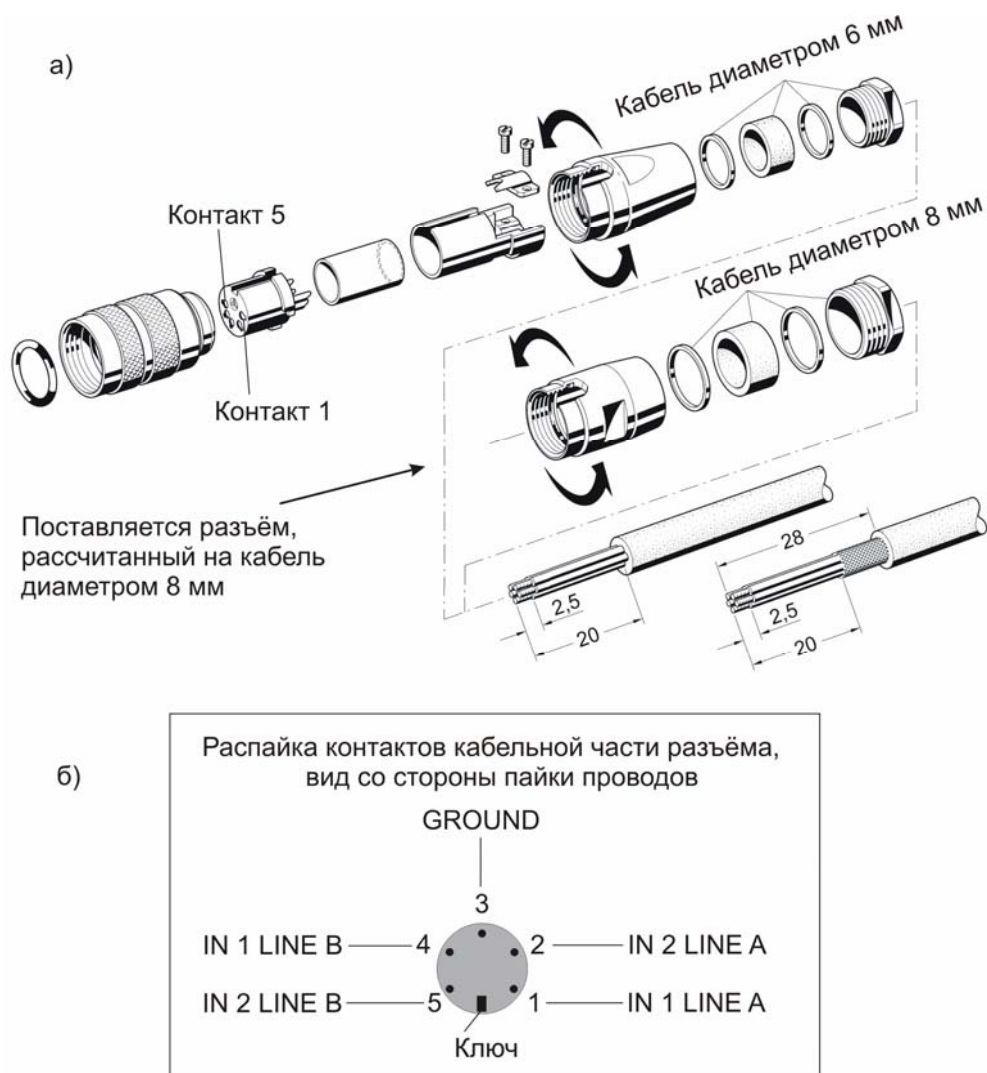 а)
Кабель диаметром 6 мм
Контакт 5
Кабель диаметром 8 мм
Контакт 1
Поставляется разъём,
рассчитанный на кабель
диаметром 8 мм
28
2,5
20
2,5
20
б)
Распайка контактов кабельной части разъёма,
вид со стороны пайки проводов
GROUND
3
IN 1 LINE B 4 2 IN 2 LINE A
IN 2 LINE B 5 1 IN 1 LINE A
Ключ